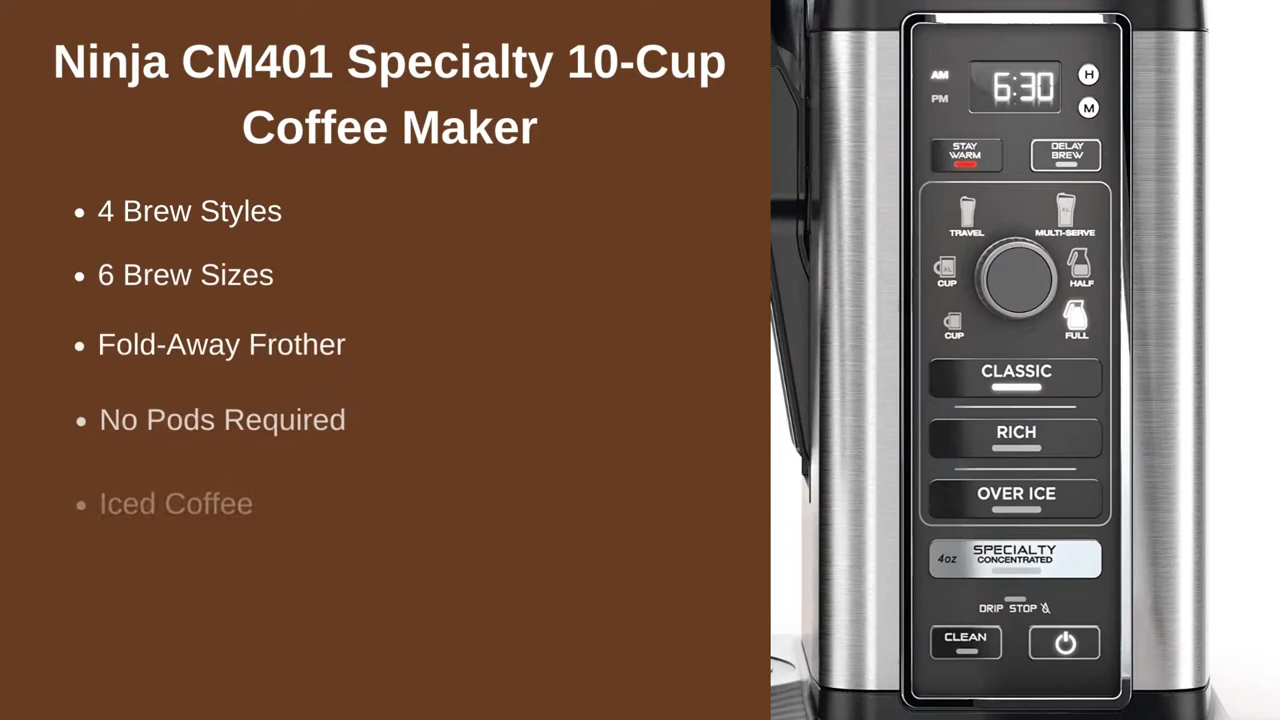 Ninja CM401 Specialty 10-Cup
Coffee Maker
• 4 Brew Styles
• 6 Brew Sizes
• Fold-Away Frother
• No Pods Required
• Iced Coffee
AM
PM
6:30
H
M
STAY
WARM
DELAY
BREW
TRAVEL
XL
MULTI-SERVE
XL
CUP
HALF
CUP
FULL
CLASSIC
RICH
OVER ICE
4oz SPECIALTY
CONCENTRATED
DRIP STOP
CLEAN